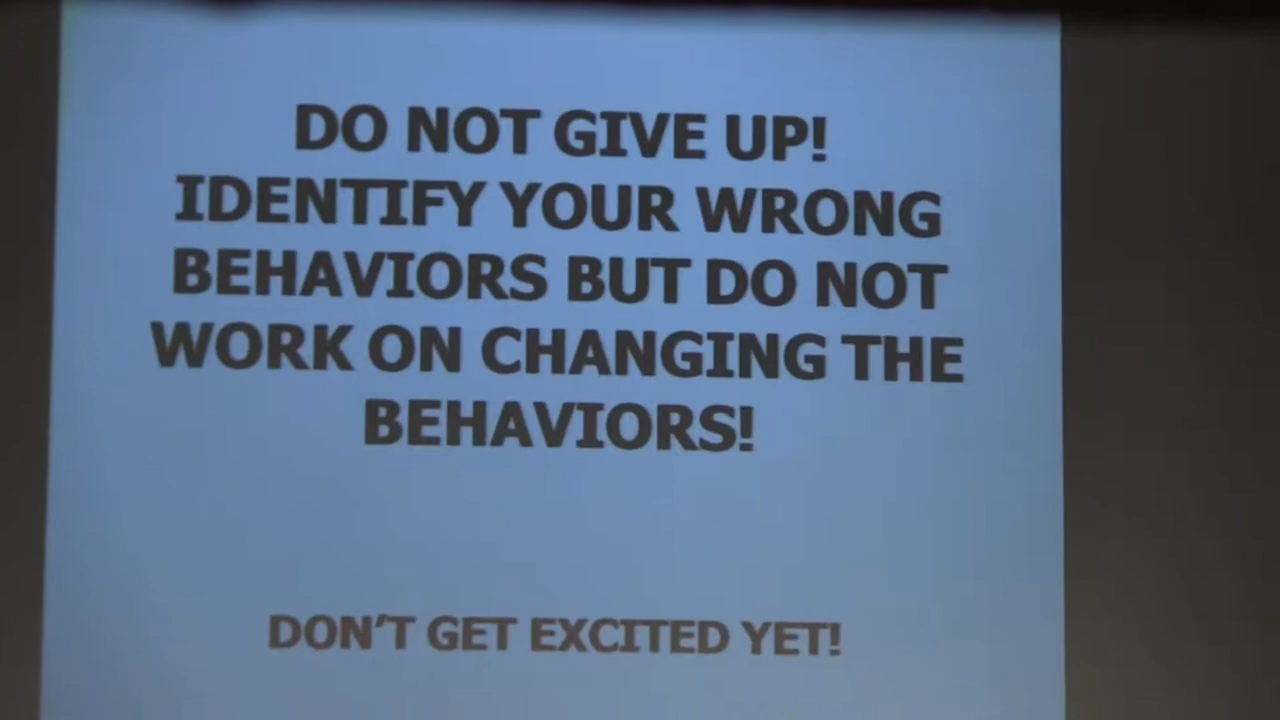 DO NOT GIVE UP!
IDENTIFY YOUR WRONG
BEHAVIORS BUT DO NOT
WORK ON CHANGING THE
BEHAVIORS!
DON'T GET EXCITED YET!